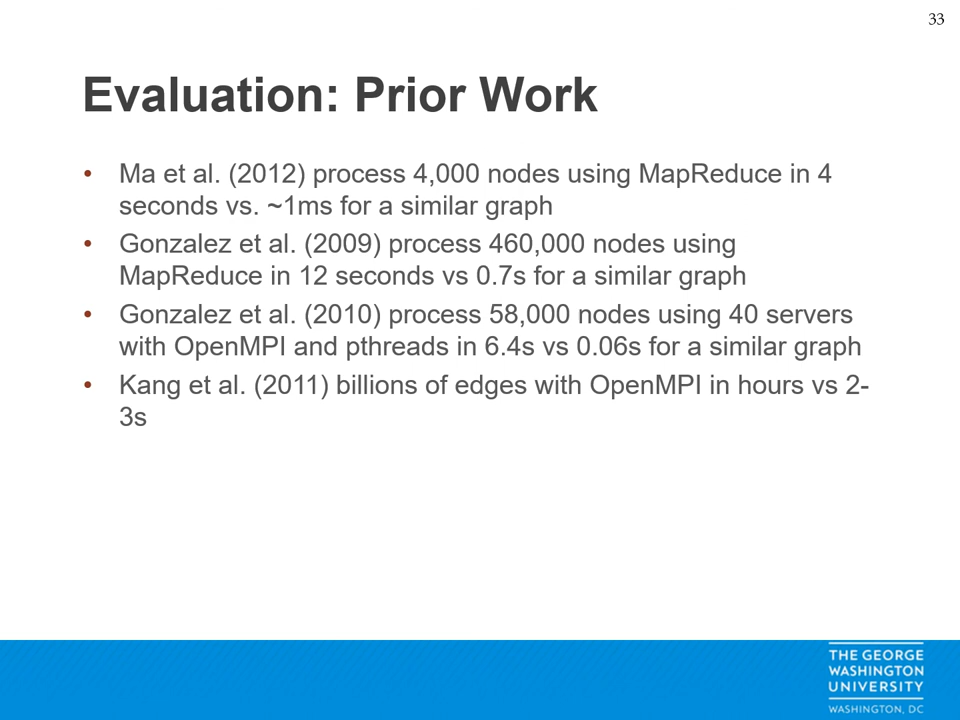 33
Evaluation: Prior Work
• Ma et al. (2012) process 4,000 nodes using MapReduce in 4
seconds vs. ~1ms for a similar graph
• Gonzalez et al. (2009) process 460,000 nodes using
MapReduce in 12 seconds vs 0.7s for a similar graph
• Gonzalez et al. (2010) process 58,000 nodes using 40 servers
with OpenMPI and pthreads in 6.4s vs 0.06s for a similar graph
• Kang et al. (2011) billions of edges with OpenMPI in hours vs 2-
3s
THE GEORGE
WASHINGTON
UNIVERSITY
WASHINGTON, DC